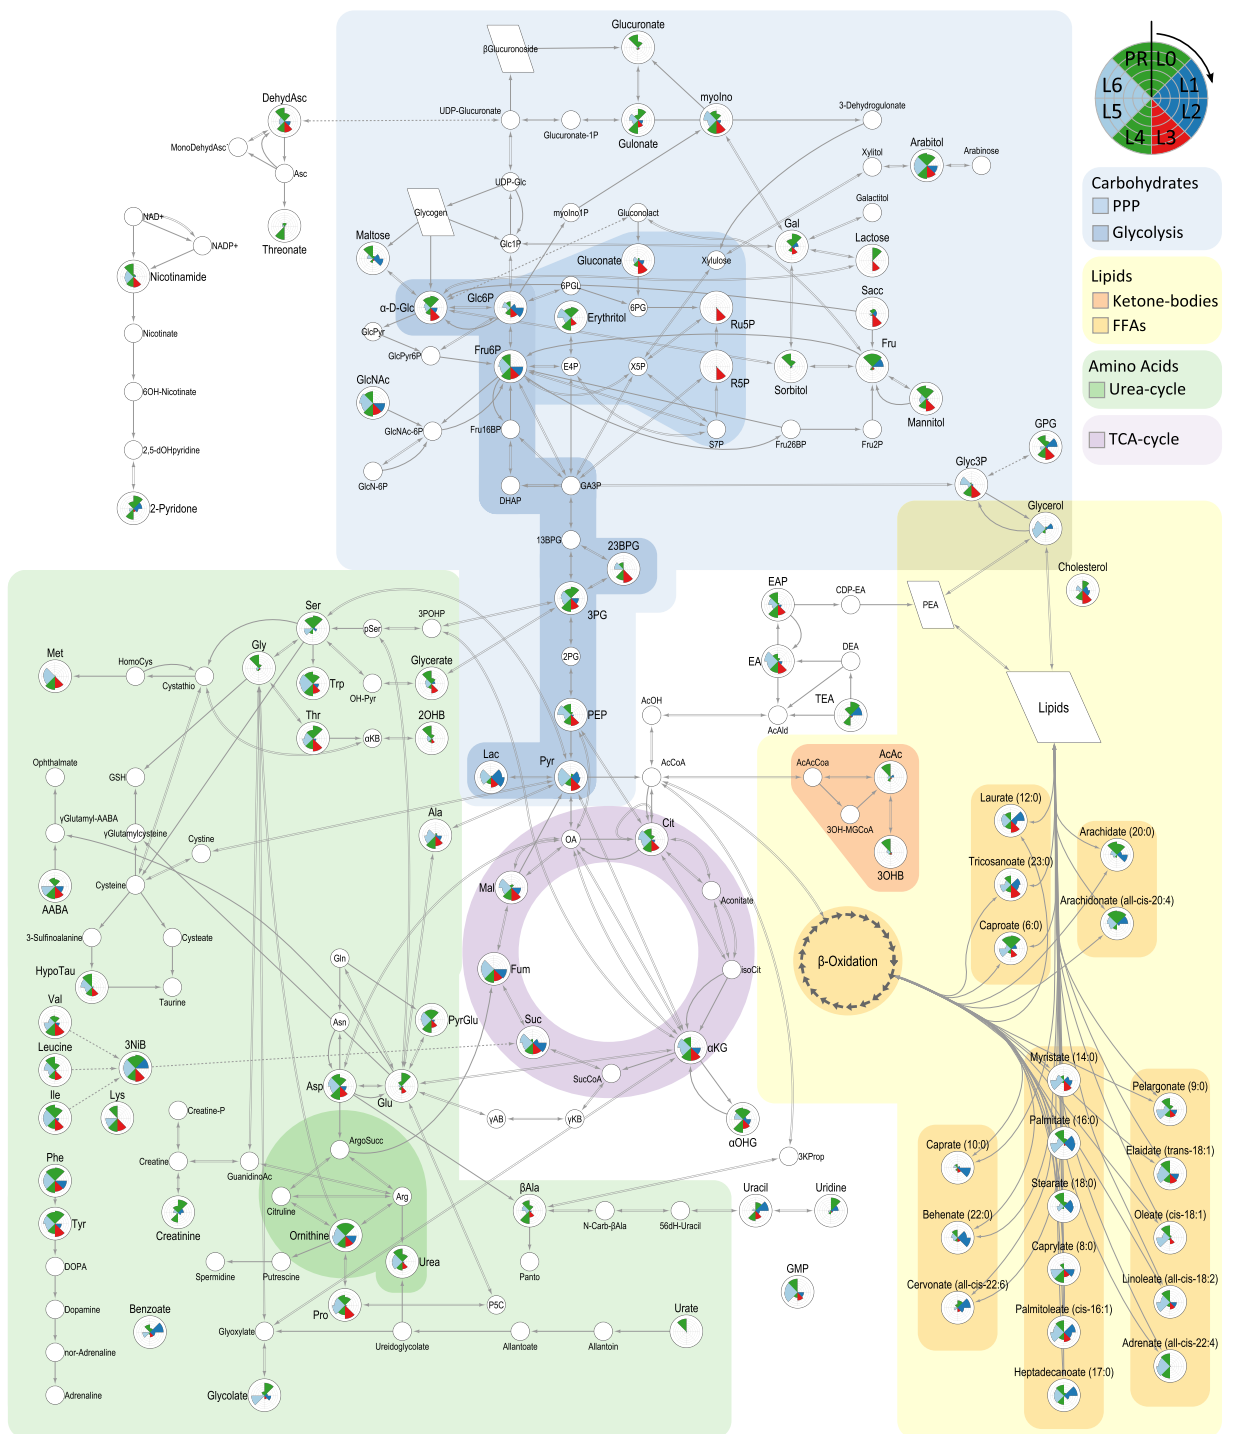 Glucuronate
βGlucuronoside
PR L0
L6 L1
L5 L2
L4 L3
DehydAsc
UDP-Glucuronate
Glucuronate-1P
Gulonate
myoIno
3-Dehydrogulonate
MonoDehydAsc
Asc
Xylitol
Arabitol
Arabinose
Carbohydrates
PPP
Glycolysis
UDP-Glc
Galactitol
Glycogen
myoIno1P
Gluconolact
NAD+
NADP+
Threonate
Maltose
Glc1P
Gal
Lactose
Nicotinamide
Gluconate
Xylulose
Lipids
Ketone-bodies
FFAs
6PGL
Sacc
α-D-Glc
Glc6P
Erythritol
6PG
Ru5P
Nicotinate
GlcPyr
GlcPyr6P
Fru6P
E4P
X5P
R5P
Sorbitol
Fru
Amino Acids
Urea-cycle
6OH-Nicotinate
GlcNAc
Mannitol
GlcNAc-6P
Fru16BP
S7P
Fru26BP
Fru2P
GPG
TCA-cycle
2,5-dOHpyridine
GlcN-6P
DHAP
GA3P
Glyc3P
2-Pyridone
Glycerol
13BPG
23BPG
Cholesterol
EAP
CDP-EA
PEA
Ser
pSer
3POHP
3PG
Met
HomoCys
Cystathio
Gly
Trp
OH-Pyr
Glycerate
2PG
EA
DEA
Thr
αKB
2OHB
PEP
AcOH
TEA
AcAld
Lipids
Ophthalmate
GSH
Lac
Pyr
AcCoA
AcAcCoa
AcAc
3OH-MGCoA
3OHB
Laurate (12:0)
Arachidate (20:0)
γGlutamyl-AABA
γGlutamylcysteine
Cystine
Ala
OA
Cit
Tricosanoate (23:0)
AABA
Cysteine
Mal
Aconitate
Arachidonate (all-cis-20:4)
Caproate (6:0)
3-Sulfinoalanine
Cysteate
Gln
HypoTau
Taurine
Fum
isoCit
β-Oxidation
Val
Asn
PyrGlu
Suc
αKG
Leucine
3NiB
Ile
Lys
Asp
Glu
SucCoA
Myristate (14:0)
Pelargonate (9:0)
Creatine-P
γAB
γKB
αOHG
Palmitate (16:0)
ArgoSucc
Phe
Creatine
GuanidinoAc
3KProp
Caprate (10:0)
Elaidate (trans-18:1)
Citruline
Arg
βAla
Uracil
Uridine
Stearate (18:0)
Tyr
Creatinine
Ornithine
N-Carb-βAla
56dH-Uracil
Behenate (22:0)
Oleate (cis-18:1)
DOPA
Spermidine
Putrescine
Urea
Panto
GMP
Caprylate (8:0)
Cervonate (all-cis-22:6)
Linoleate (all-cis-18:2)
Dopamine
Benzoate
Pro
P5C
Urate
Palmitoleate (cis-16:1)
Glyoxylate
Ureidoglycolate
Allantoate
Allantoin
Adrenate (all-cis-22:4)
nor-Adrenaline
Heptadecanoate (17:0)
Adrenaline
Glycolate